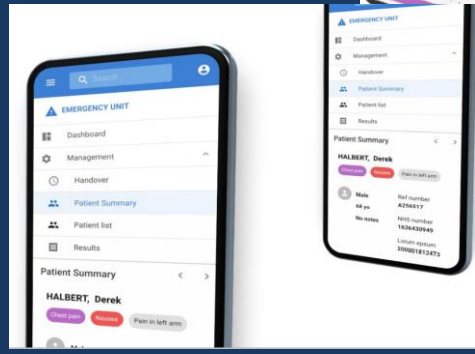 Search...
EMERGENCY UNIT
Dashboard
Management
Handover
Patient Summary
Patient list
Results
Patient Summary
HALBERT, Derek
Chest pain
Nausea
Pain in left arm
EMERGENCY UNIT
Dashboard
Management
Handover
Patient Summary
Patient list
Results
Patient Summary
HALBERT, Derek
Chest pain
Nausea
Pain in left arm
Male
Ref number
68 yo
A256517
No notes
NHS number
1636430949
Lorem epsum
200001812473